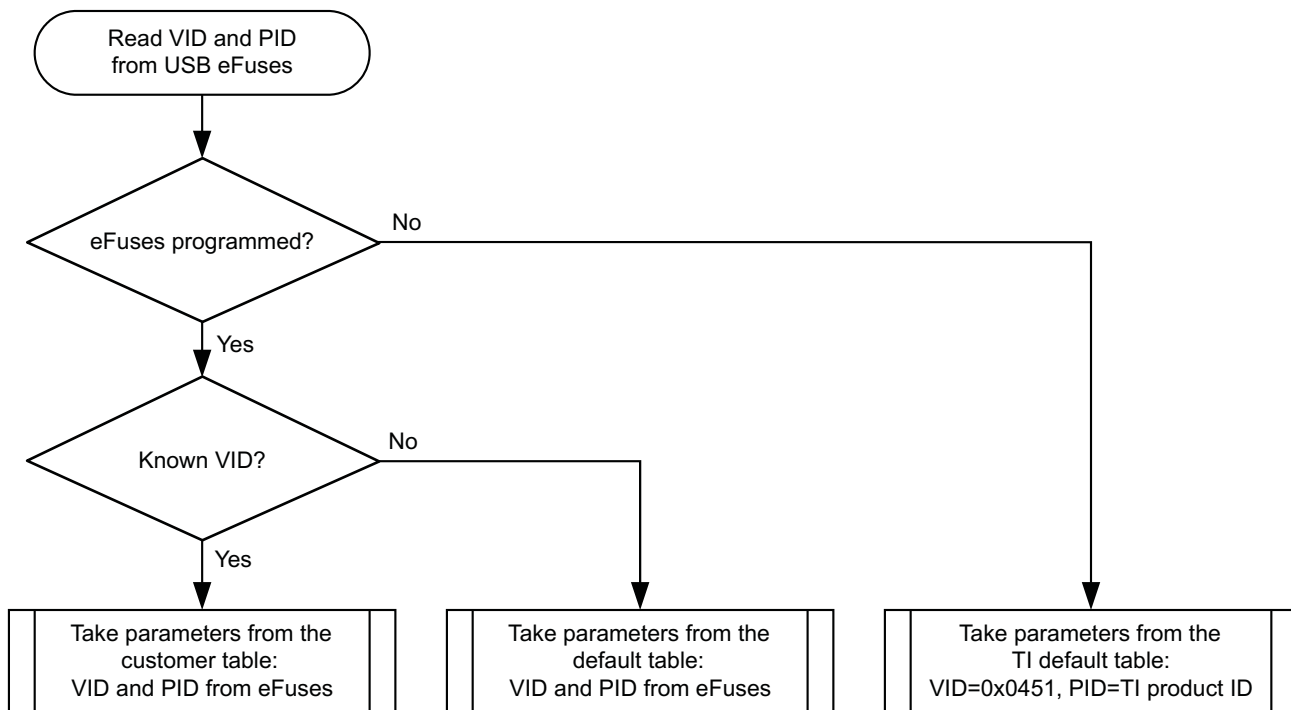 Read VID and PID
from USB eFuses
eFuses programmed?
No
Yes
Known VID?
No
Yes
Take parameters from the
customer table:
VID and PID from eFuses
Take parameters from the
default table:
VID and PID from eFuses
Take parameters from the
TI default table:
VID=0x0451, PID=TI product ID